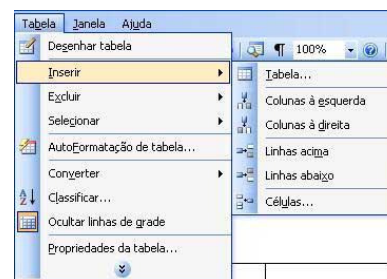 Tabela Janela Ajuda
Desenhar tabela
100%
Inserir
Tabela...
Excluir
Colunas à esquerda
Selecionar
Colunas à direita
AutoFormatação de tabela...
Linhas acima
Converter
Linhas abaixo
Classificar...
Células...
Ocultar linhas de grade
Propriedades da tabela...